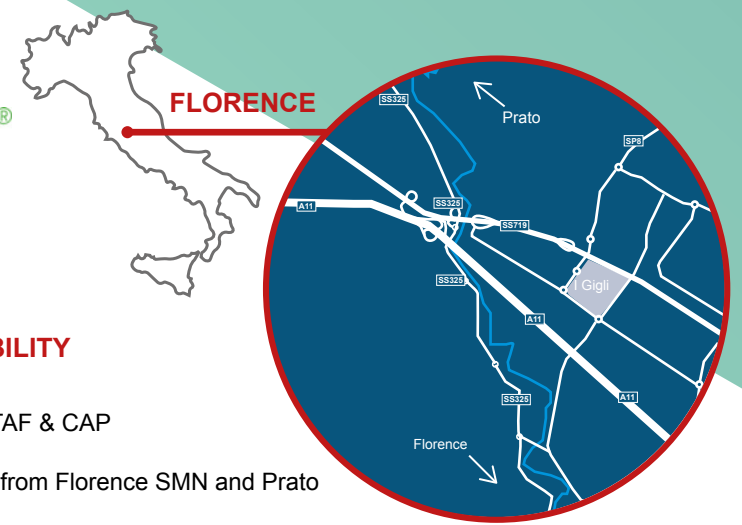 ®
FLORENCE
SS325
Prato
SP8
A11
SS325
SS719
SS325
I Gigli
A11
A11
SS325
Florence
BILITY
TAF & CAP
from Florence SMN and Prato